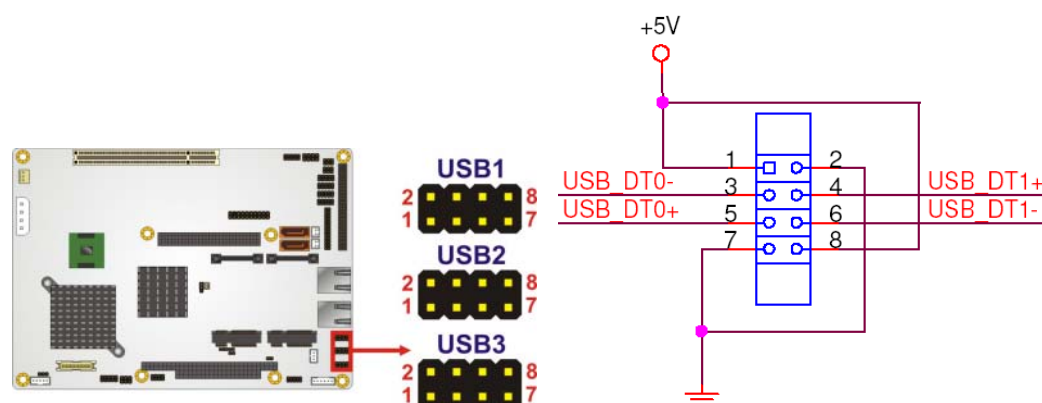 USB1
2 8
1 7
USB2
2 8
1 7
USB3
2 8
1 7
+5V
1 2
USB_DT0- 3 4 USB_DT1+
USB_DT0+ 5 6 USB_DT1-
7 8